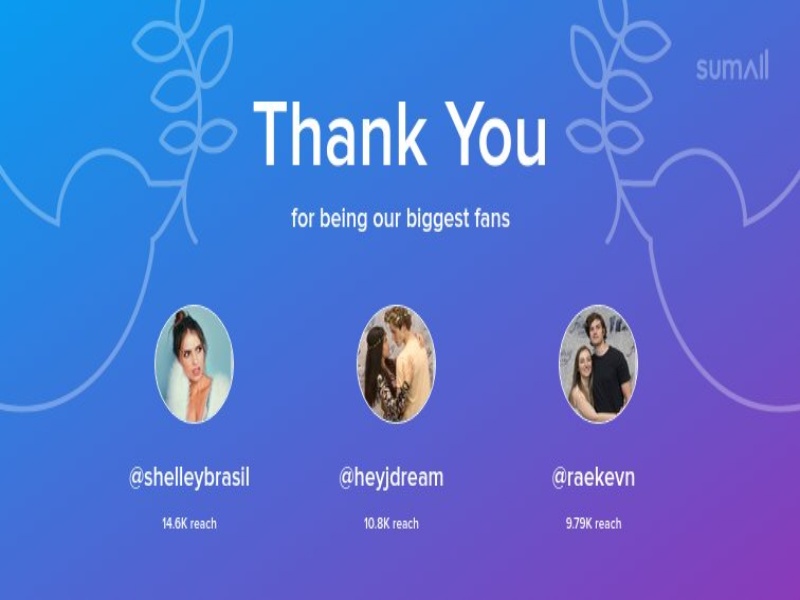 sumall
Thank You
for being our biggest fans
@shelleybrasil
@heyjdream
@raekevn
14.6K reach
10.8K reach
9.79K reach